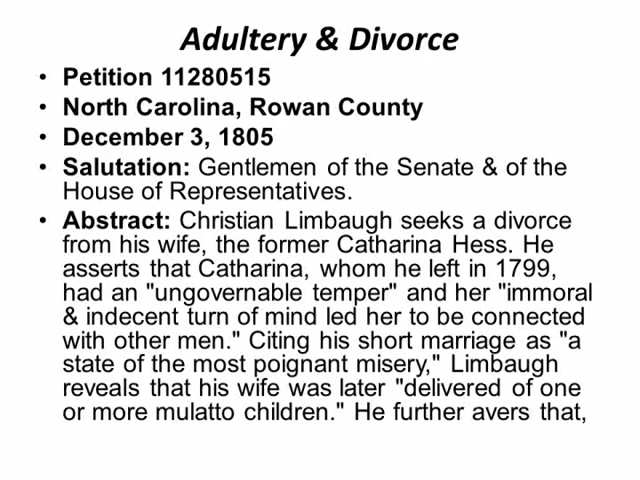 Adultery & Divorce
• Petition 11280515
• North Carolina, Rowan County
• December 3, 1805
• Salutation: Gentlemen of the Senate & of the
House of Representatives.
• Abstract: Christian Limbaugh seeks a divorce
from his wife, the former Catharina Hess. He
asserts that Catharina, whom he left in 1799,
had an "ungovernable temper" and her "immoral
& indecent turn of mind led her to be connected
with other men." Citing his short marriage as "a
state of the most poignant misery," Limbaugh
reveals that his wife was later "delivered of one
or more mulatto children." He further avers that,